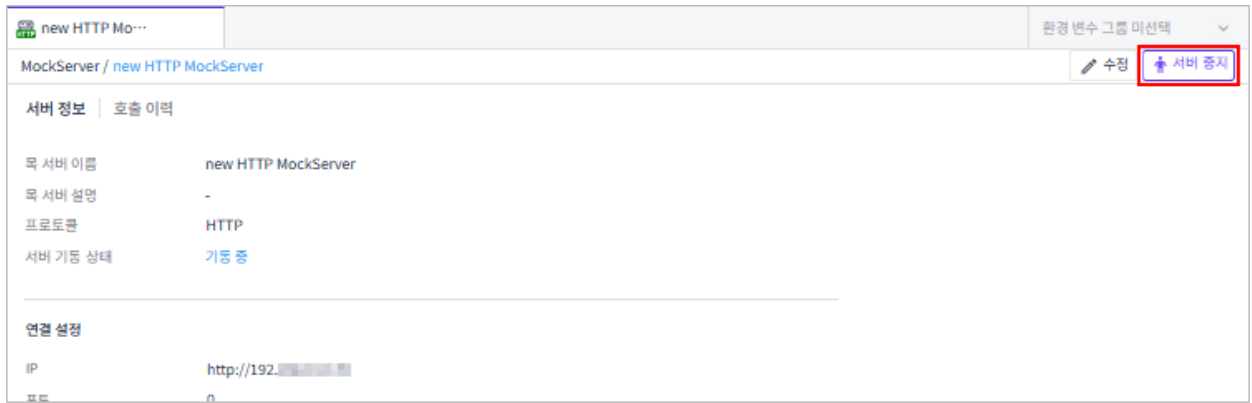 new HTTP Mo···
환경 변수 그룹 미선택
MockServer / new HTTP MockServer
수정
서버 중지
서버 정보 | 호출 이력
목 서버 이름 new HTTP MockServer
목 서버 설명 -
프로토콜 HTTP
서버 기동 상태 기동 중
연결 설정
IP http://192.
포트 0